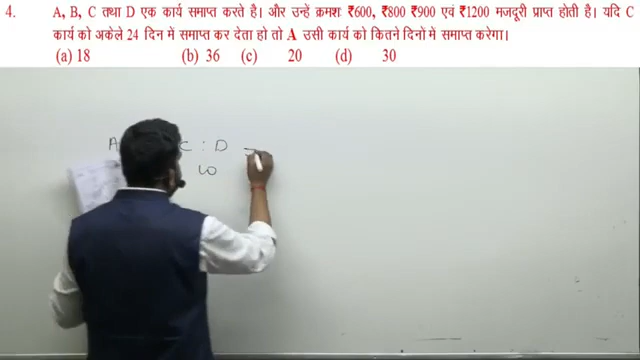 4. A, B, C तथा D एक कार्य समाप्त करते है। और उन्हें क्रमश ₹600, ₹800 ₹900 एवं ₹1200 मजदूरी प्राप्त होती है। यदि C
कार्य को अकेले 24 दिन में समाप्त कर देता हो तो A उसी कार्य को कितने दिनों में समाप्त करेगा।
(a) 18 (b) 36 (c) 20 (d) 30
A C : D